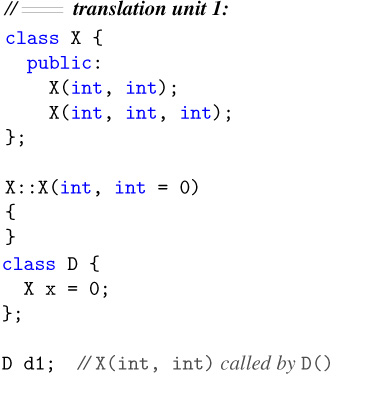 // translation unit 1:
class X {
  public:
    X(int, int);
    X(int, int, int);
};

X::X(int, int = 0)
{
}
class D {
  X x = 0;
};

D d1;  // X(int, int) called by D()